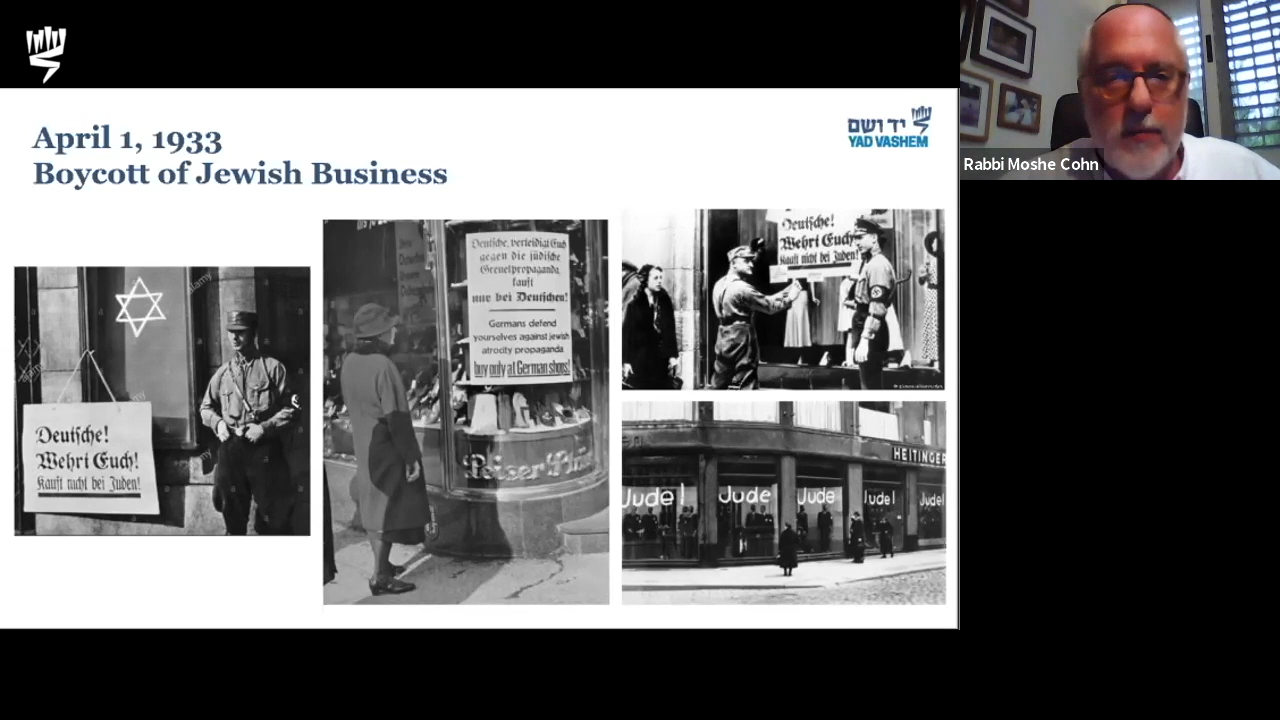 April 1, 1933
Boycott of Jewish Business
יד ושם
YAD VASHEM
Rabbi Moshe Cohn
Deutsche!
Wehrt Euch!
Kauft nicht bei Juden!
alamy
Deutsche, verteidigt Euch
gegen die jüdische
Greuelpropaganda,
kauft
nur bei Deutschen!
Germans defend
yourselves against jewish
atrocity propaganda
buy only at German shops!
Deutsche!
Wehrt Euch!
Kauft nicht bei Juden!
HEITINGER
Jude!
Jude
Jude
Jude!
Jude!